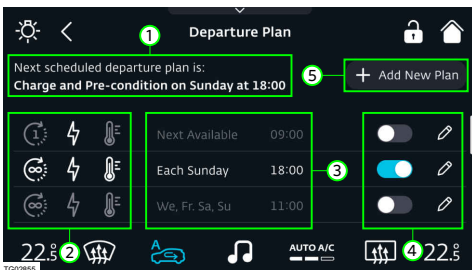 1
Departure Plan
Next scheduled departure plan is:
Charge and Pre-condition on Sunday at 18:00
5
+ Add New Plan
1 Next Available 09:00
∞ Each Sunday 18:00
3
∞ We, Fr. Sa, Su 11:00
22.5
2
A
AUTO A/C
4
22.5
TG02855